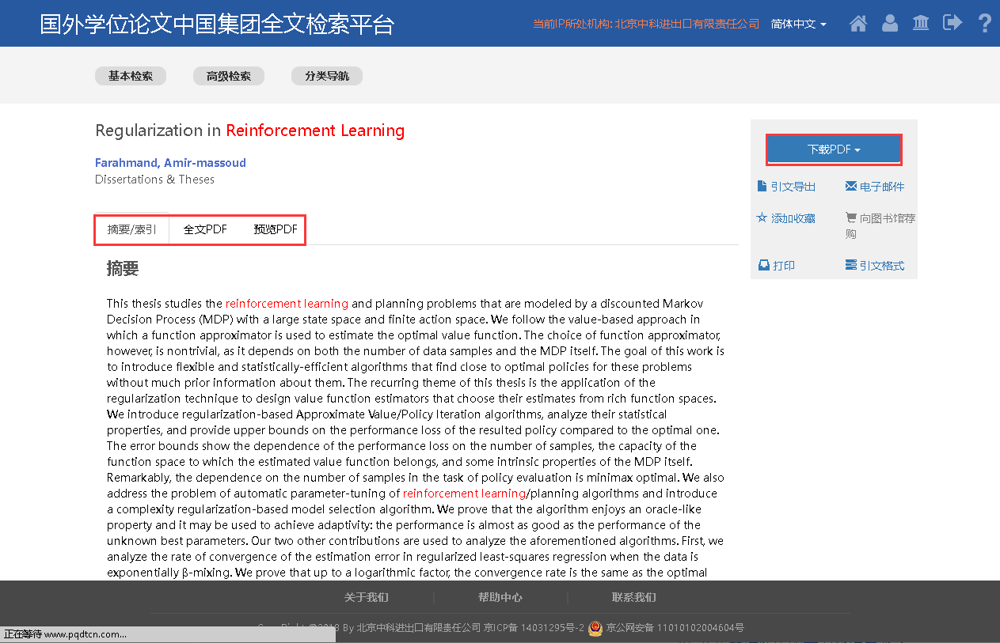 国外学位论文中国集团全文检索平台
当前IP所处机构: 北京中科进出口有限责任公司 简体中文
基本检索 高级检索 分类导航
Regularization in Reinforcement Learning
Farahmand, Amir-massoud
Dissertations & Theses
下载PDF
引文导出 电子邮件
添加收藏 向图书馆荐
购
打印 引文格式
摘要/索引 全文PDF 预览PDF
摘要
This thesis studies the reinforcement learning and planning problems that are modeled by a discounted Markov
Decision Process (MDP) with a large state space and finite action space. We follow the value-based approach in
which a function approximator is used to estimate the optimal value function. The choice of function approximator,
however, is nontrivial, as it depends on both the number of data samples and the MDP itself. The goal of this work is
to introduce flexible and statistically-efficient algorithms that find close to optimal policies for these problems
without much prior information about them. The recurring theme of this thesis is the application of the
regularization technique to design value function estimators that choose their estimates from rich function spaces.
We introduce regularization-based Approximate Value/Policy Iteration algorithms, analyze their statistical
properties, and provide upper bounds on the performance loss of the resulted policy compared to the optimal one.
The error bounds show the dependence of the performance loss on the number of samples, the capacity of the
function space to which the estimated value function belongs, and some intrinsic properties of the MDP itself.
Remarkably, the dependence on the number of samples in the task of policy evaluation is minimax optimal. We also
address the problem of automatic parameter-tuning of reinforcement learning/planning algorithms and introduce
a complexity regularization-based model selection algorithm. We prove that the algorithm enjoys an oracle-like
property and it may be used to achieve adaptivity: the performance is almost as good as the performance of the
unknown best parameters. Our two other contributions are used to analyze the aforementioned algorithms. First, we
analyze the rate of convergence of the estimation error in regularized least-squares regression when the data is
exponentially β-mixing. We prove that up to a logarithmic factor, the convergence rate is the same as the optimal
关于我们 | 帮助中心 | 联系我们
By 北京中科进出口有限责任公司 京ICP备 14031295号-2 京公网安备 11010102004604号
正在等待 www.pqdtcn.com...